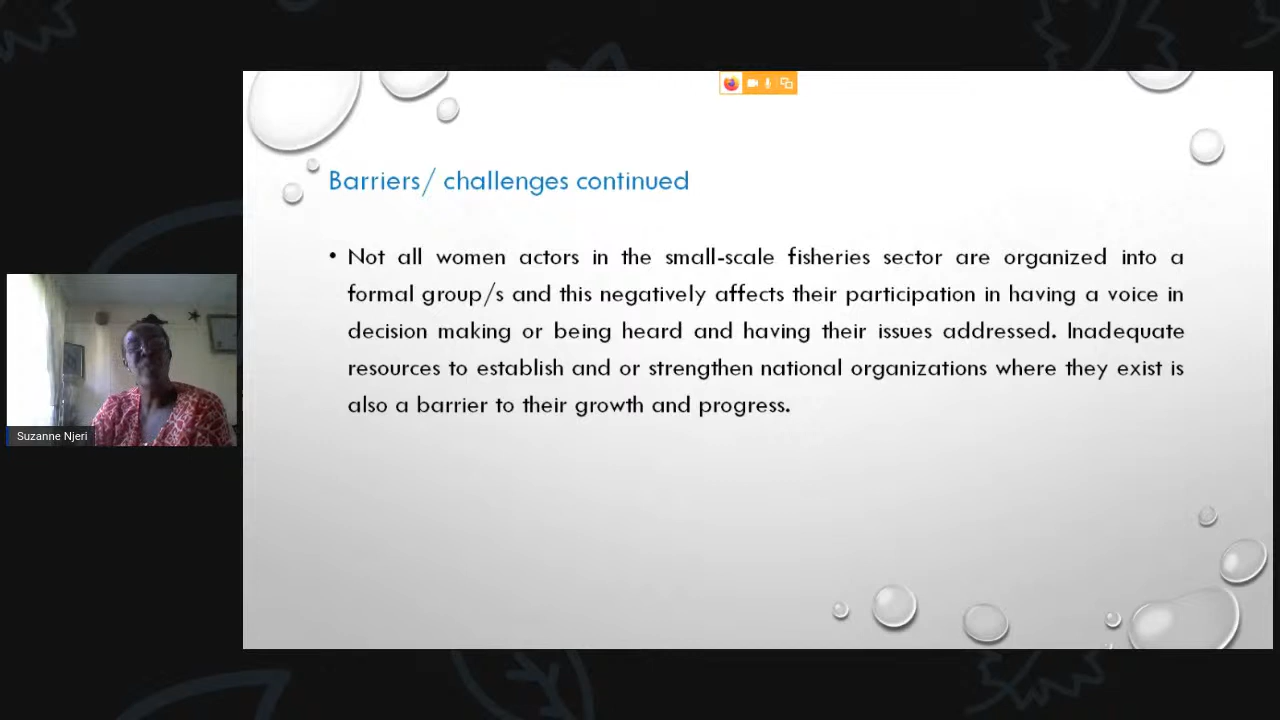 Barriers/ challenges continued
• Not all women actors in the small-scale fisheries sector are organized into a
formal group/s and this negatively affects their participation in having a voice in
decision making or being heard and having their issues addressed. Inadequate
resources to establish and or strengthen national organizations where they exist is
also a barrier to their growth and progress.
Suzanne Njeri